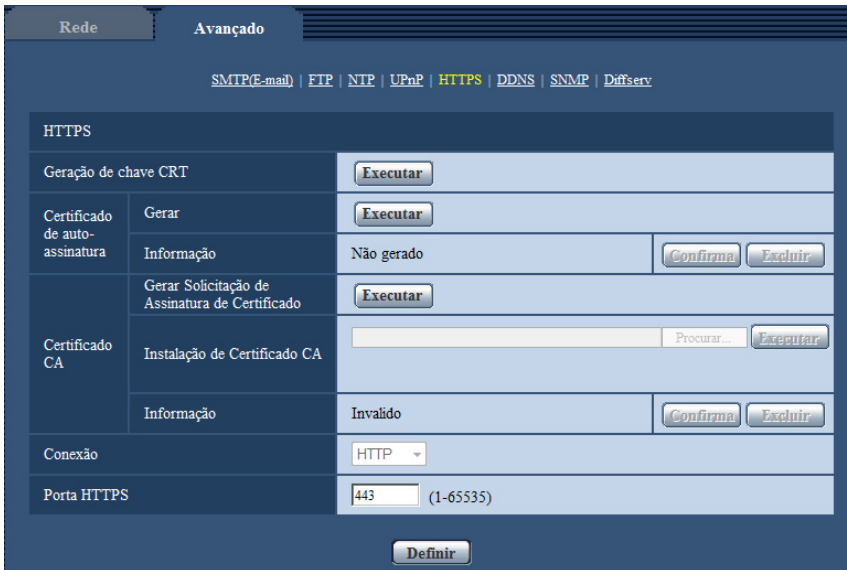 Rede
Avançado
SMTP(E-mail) | FTP | NTP | UPnP | HTTPS | DDNS | SNMP | Diffserv
HTTPS
Geração de chave CRT
Executar
Certificado
de auto-
assinatura
Gerar
Executar
Informação
Não gerado
Confirma
Excluir
Certificado
CA
Gerar Solicitação de
Assinatura de Certificado
Executar
Instalação de Certificado CA
Procurar...
Executar
Informação
Invalido
Confirma
Excluir
Conexão
HTTP
Porta HTTPS
443 (1-65535)
Definir